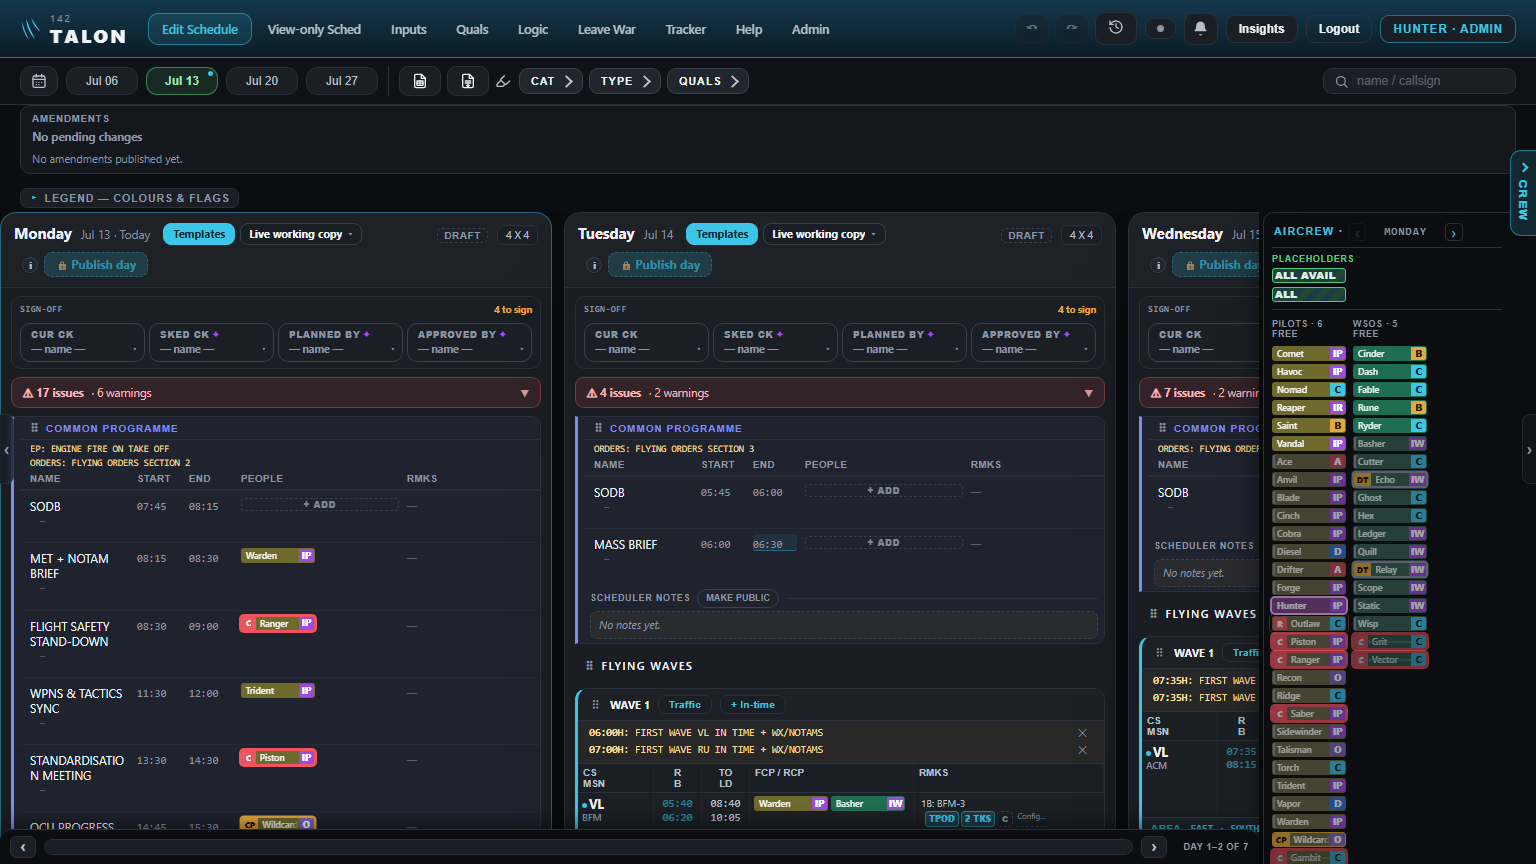 142
TALON
Edit Schedule
View-only Sched
Inputs
Quals
Logic
Leave War
Tracker
Help
Admin
Insights
Logout
HUNTER · ADMIN
Jul 06
Jul 13
Jul 20
Jul 27
CAT
TYPE
QUALS
name / callsign
AMENDMENTS
No pending changes
No amendments published yet.
LEGEND — COLOURS & FLAGS
CREW
Monday Jul 13 · Today
Templates
Live working copy
DRAFT
4 X 4
i
Publish day
SIGN-OFF
4 to sign
CUR CK
— name —
SKED CK
— name —
PLANNED BY
— name —
APPROVED BY
— name —
17 issues · 6 warnings
COMMON PROGRAMME
EP: ENGINE FIRE ON TAKE OFF
ORDERS: FLYING ORDERS SECTION 2
NAME START END PEOPLE RMKS
SODB 07:45 08:15 + ADD —
—
MET + NOTAM BRIEF 08:15 08:30 Warden IP —
—
FLIGHT SAFETY STAND-DOWN 08:30 09:00 C Ranger IP —
—
WPNS & TACTICS SYNC 11:30 12:00 Trident IP —
—
STANDARDISATIO
N MEETING 13:30 14:30 C Piston IP —
—
OCU PROGRESS 14:45 15:30 CP Wildcard O
Tuesday Jul 14
Templates
Live working copy
DRAFT
4 X 4
i
Publish day
SIGN-OFF
4 to sign
CUR CK
— name —
SKED CK
— name —
PLANNED BY
— name —
APPROVED BY
— name —
4 issues · 2 warnings
COMMON PROGRAMME
ORDERS: FLYING ORDERS SECTION 3
NAME START END PEOPLE RMKS
SODB 05:45 06:00 + ADD —
—
MASS BRIEF 06:00 06:30 + ADD —
—
SCHEDULER NOTES
MAKE PUBLIC
No notes yet.
FLYING WAVES
WAVE 1
Traffic
+ In-time
06:00H: FIRST WAVE VL IN TIME + WX/NOTAMS
07:00H: FIRST WAVE RU IN TIME + WX/NOTAMS
CS
MSN
R
B
TO
LD
FCP / RCP
RMKS
VL 05:40 08:40 Warden IP Basher IW 1B: BFM-3
BFM 06:20 10:05 TPOD 2 TKS C Config...
Wednesday Jul 15
i
Publish day
SIGN-OFF
CUR CK
— name —
7 issues · 2 warnin
COMMON PROG
ORDERS: FLYING O
NAME
SODB
—
SCHEDULER NOTES
No notes yet.
FLYING WAVES
WAVE 1
Traffi
07:35H: FIRST WAVE
07:35H: FIRST WAVE
CS
MSN
R
B
VL 07:35
ACM 08:15
AREA EAST · SOUTH
AIRCREW ·
MONDAY
PLACEHOLDERS
ALL AVAIL
ALL
PILOTS · 6
FREE
WSOS · 5
FREE
Comet IP Cinder B
Havoc IP Dash C
Nomad C Fable C
Reaper IR Rune B
Saint B Ryder C
Vandal IP Basher IW
Ace A Cutter C
Anvil IP DT Echo IW
Blade IP Ghost C
Cinch IP Hex C
Cobra IP Ledger IW
Diesel D Quill IW
Drifter A DT Relay IW
Forge IP Scope IW
Hunter IP Static IW
R Outlaw C Wisp C
C Piston IP C Grit C
C Ranger IP C Vector C
Recon O
Ridge C
C Saber IP
Sidewinder IP
Talisman O
Torch C
Trident IP
Vapor D
Warden IP
CP Wildcard O
C Gambit C
DAY 1–2 OF 7